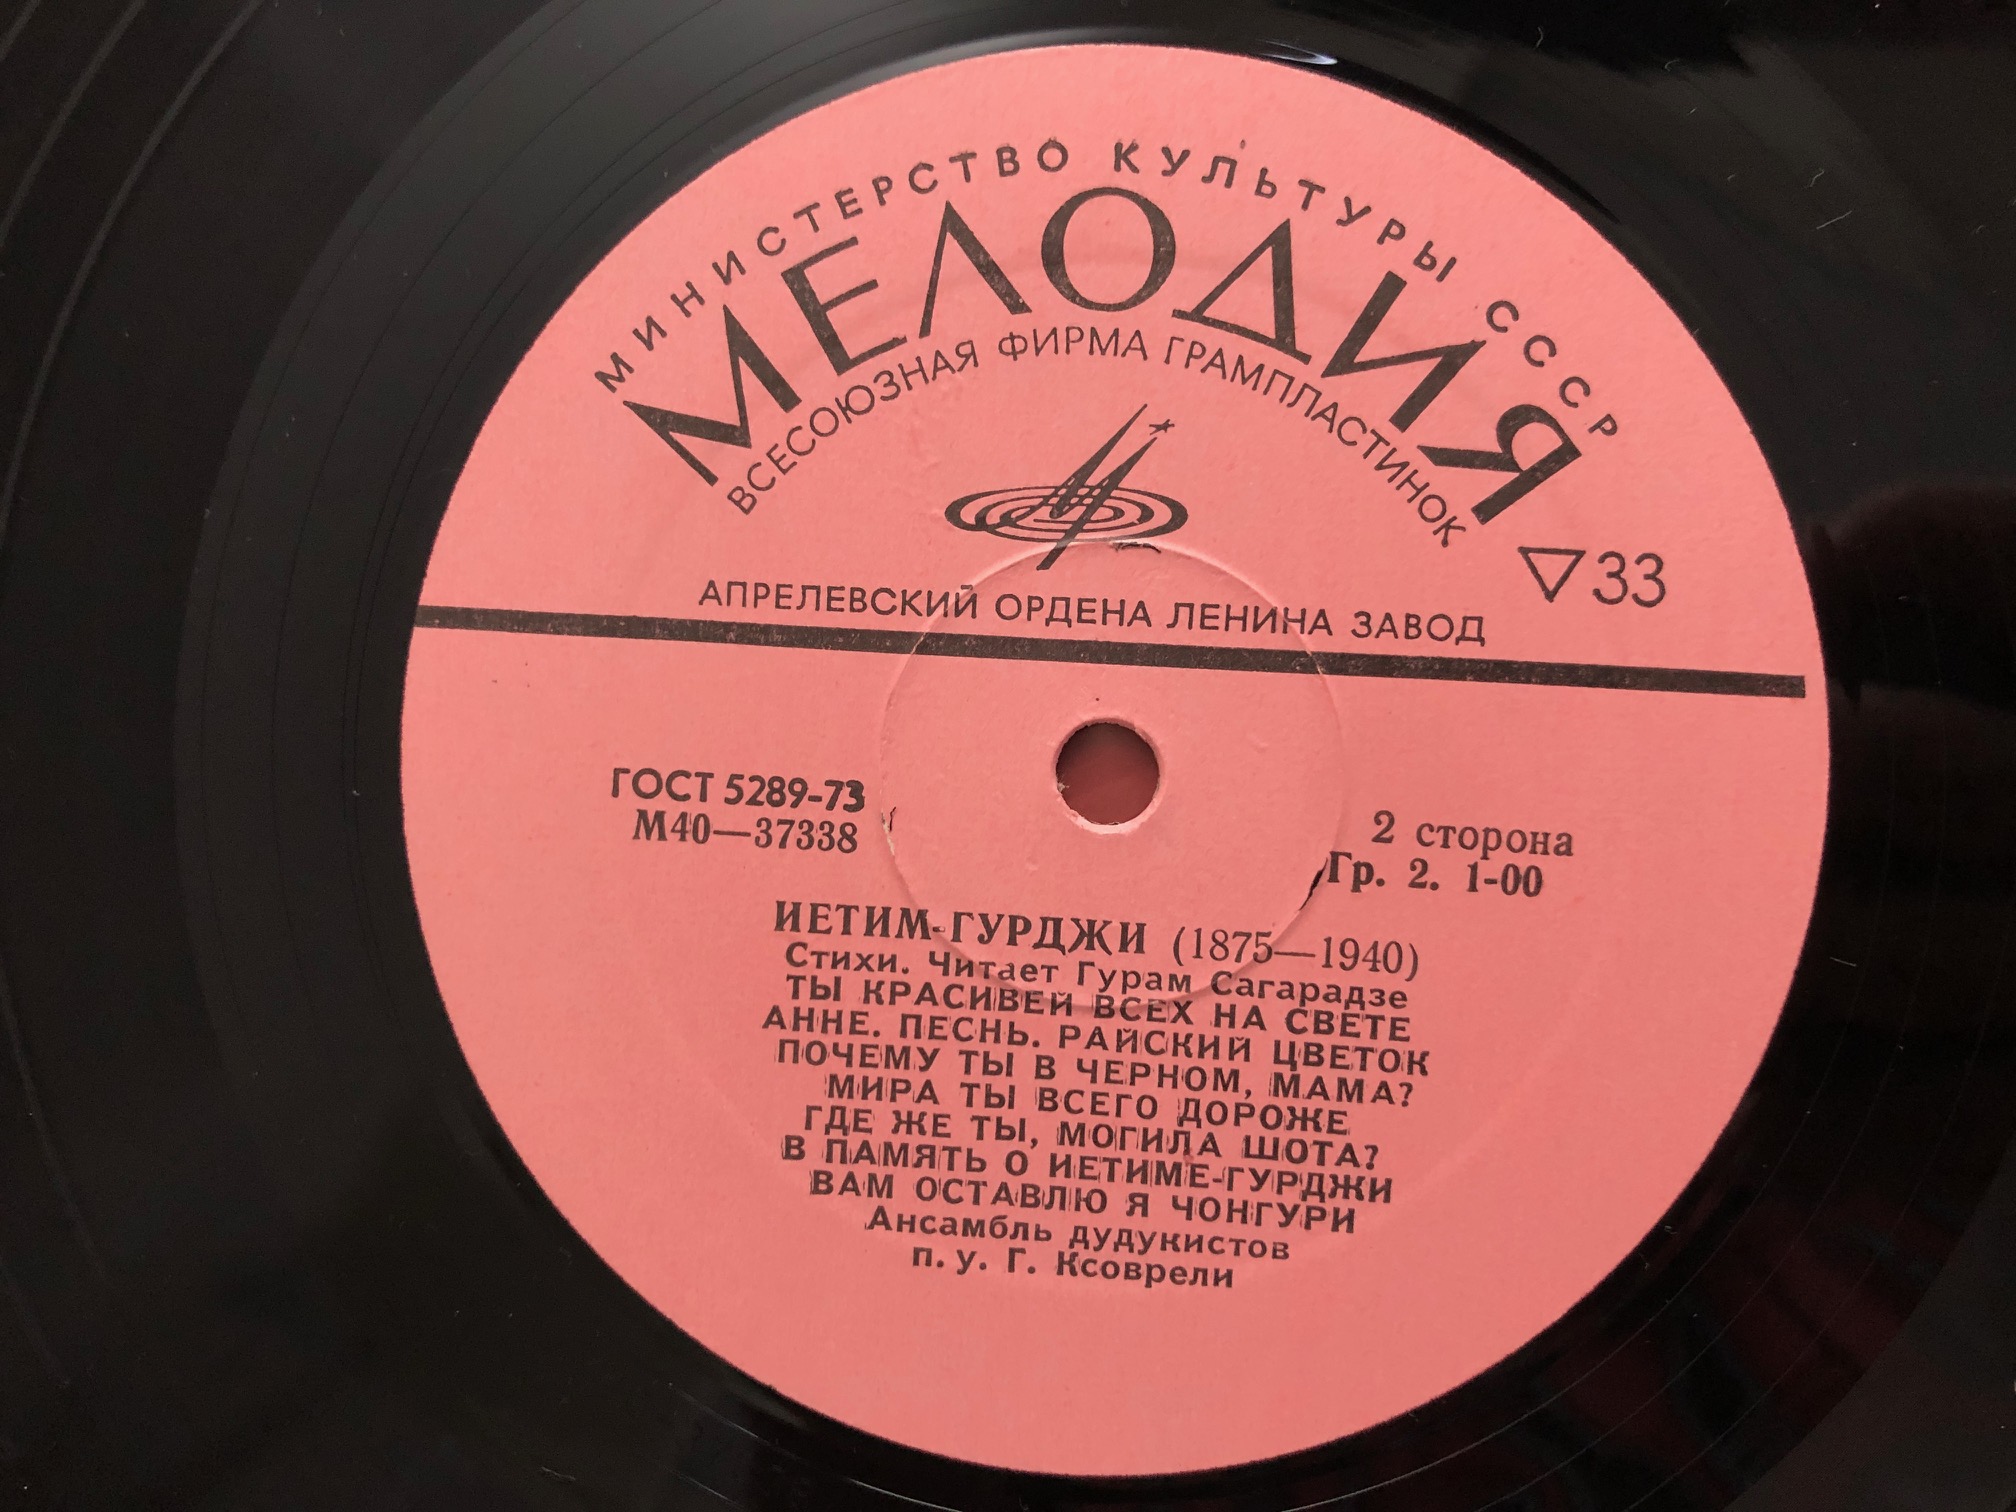 МИНИСТЕРСТВО КУЛЬТУРЫ СССР
МЕЛОДИЯ
ВСЕСОЮЗНАЯ ФИРМА ГРАМПЛАСТИНОК
▽33
АПРЕЛЕВСКИЙ ОРДЕНА ЛЕНИНА ЗАВОД
ГОСТ 5289-73
М40—37338
2 сторона
Гр. 2. 1-00
ИЕТИМ-ГУРДЖИ (1875—1940)
Стихи. Читает Гурам Сагарадзе
ТЫ КРАСИВЕЙ ВСЕХ НА СВЕТЕ
АННЕ. ПЕСНЬ. РАЙСКИЙ ЦВЕТОК
ПОЧЕМУ ТЫ В ЧЕРНОМ, МАМА?
МИРА ТЫ ВСЕГО ДОРОЖЕ
ГДЕ ЖЕ ТЫ, МОГИЛА ШОТА?
В ПАМЯТЬ О ИЕТИМЕ-ГУРДЖИ
ВАМ ОСТАВЛЮ Я ЧОНГУРИ
Ансамбль дудукистов
п. у. Г. Ксоврели